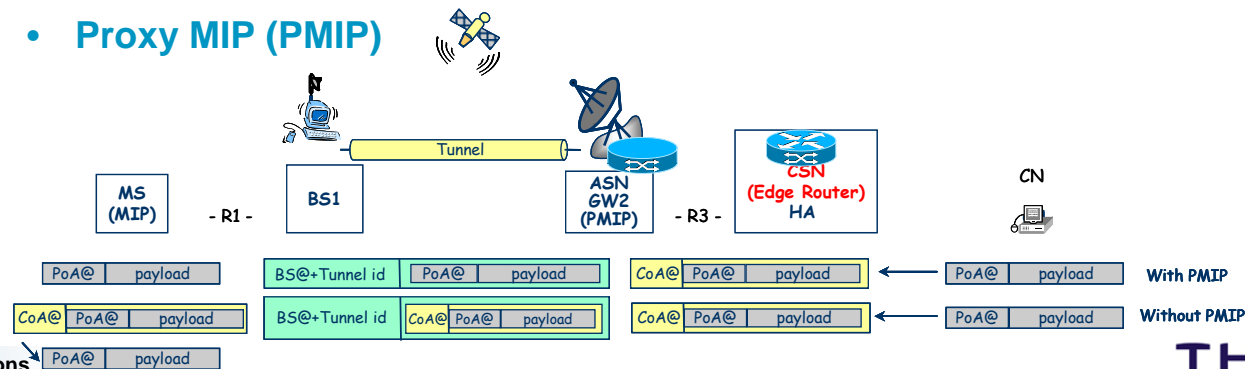 • Proxy MIP (PMIP)
Tunnel
MS
(MIP)
- R1 -
BS1
ASN
GW2
(PMIP)
- R3 -
CSN
(Edge Router)
HA
CN
PoA@ payload BS@+Tunnel id PoA@ payload CoA@ PoA@ payload PoA@ payload With PMIP
CoA@ PoA@ payload BS@+Tunnel id CoA@ PoA@ payload CoA@ PoA@ payload PoA@ payload Without PMIP
PoA@ payload
ons